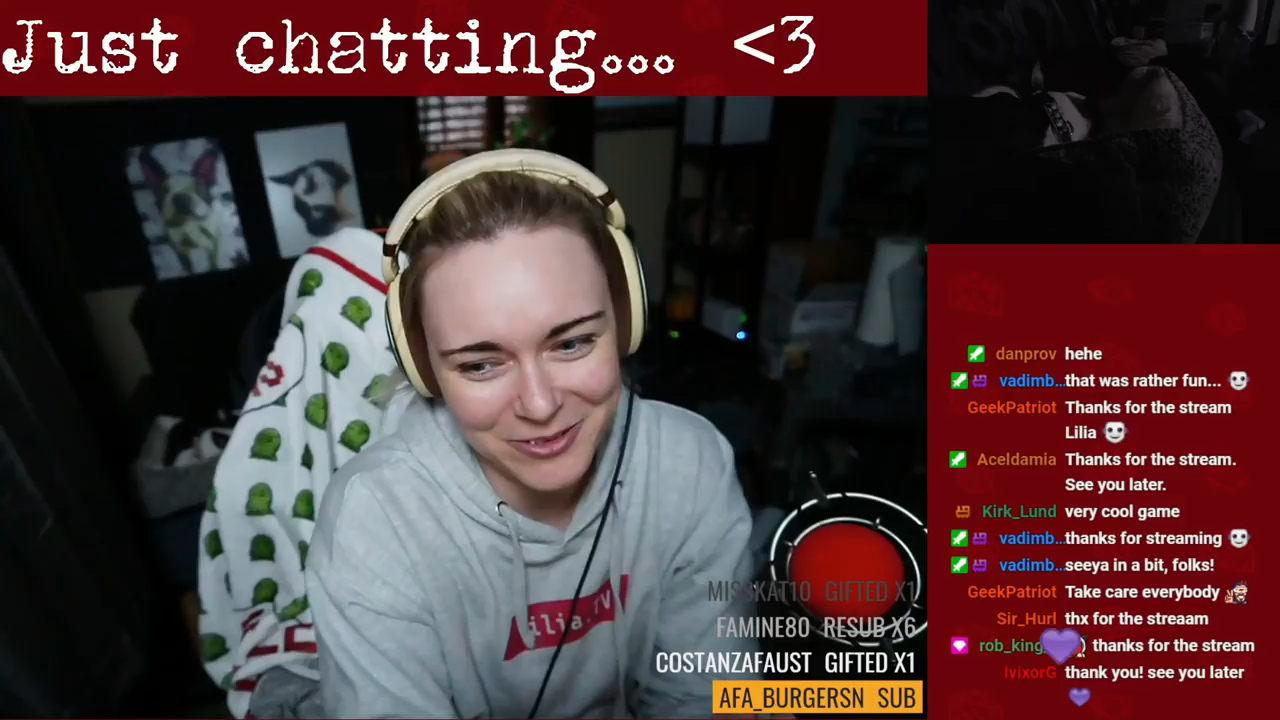 Just chatting... <3
danprov hehe
vadimb... that was rather fun...
GeekPatriot Thanks for the stream
Lilia
Aceldamia Thanks for the stream.
See you later.
Kirk_Lund very cool game
vadimb... thanks for streaming
vadimb... seeya in a bit, folks!
GeekPatriot Take care everybody
Sir_Hurl thx for the streaam
rob_king thanks for the stream
IvixorG thank you! see you later
MISSKAT10 GIFTED X1
FAMINE80 RESUB X6
COSTANZAFAUST GIFTED X1
AFA_BURGERSN SUB
lilia.TV